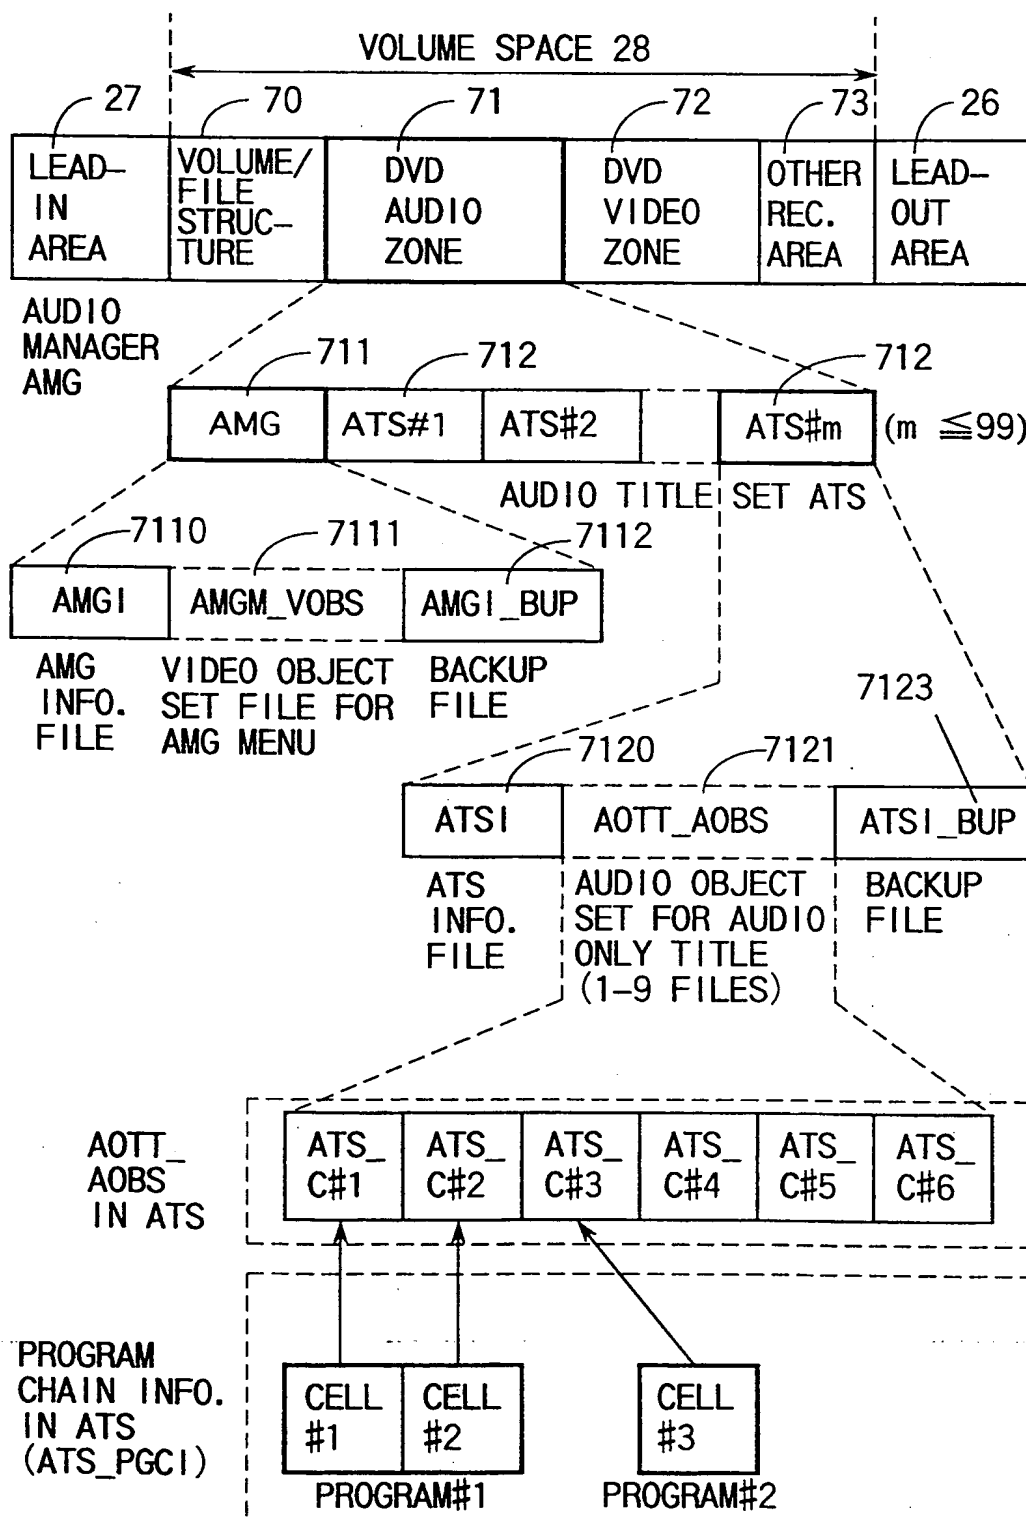 VOLUME SPACE 28
27
70
71
72
73
26
LEAD-
IN
AREA
VOLUME/
FILE
STRUC-
TURE
DVD
AUDIO
ZONE
DVD
VIDEO
ZONE
OTHER
REC.
AREA
LEAD-
OUT
AREA
AUDIO
MANAGER
AMG
711
712
712
AMG
ATS#1
ATS#2
ATS#m
(m ≦99)
AUDIO TITLE SET ATS
7110
7111
7112
AMGI
AMGM_VOBS
AMGI_BUP
AMG
INFO.
FILE
VIDEO OBJECT
SET FILE FOR
AMG MENU
BACKUP
FILE
7123
7120
7121
ATSI
AOTT_AOBS
ATSI_BUP
ATS
INFO.
FILE
AUDIO OBJECT
SET FOR AUDIO
ONLY TITLE
(1-9 FILES)
BACKUP
FILE
AOTT_
AOBS
IN ATS
ATS_
C#1
ATS_
C#2
ATS_
C#3
ATS_
C#4
ATS_
C#5
ATS_
C#6
PROGRAM
CHAIN INFO.
IN ATS
(ATS_PGCI)
CELL
#1
CELL
#2
CELL
#3
PROGRAM#1
PROGRAM#2